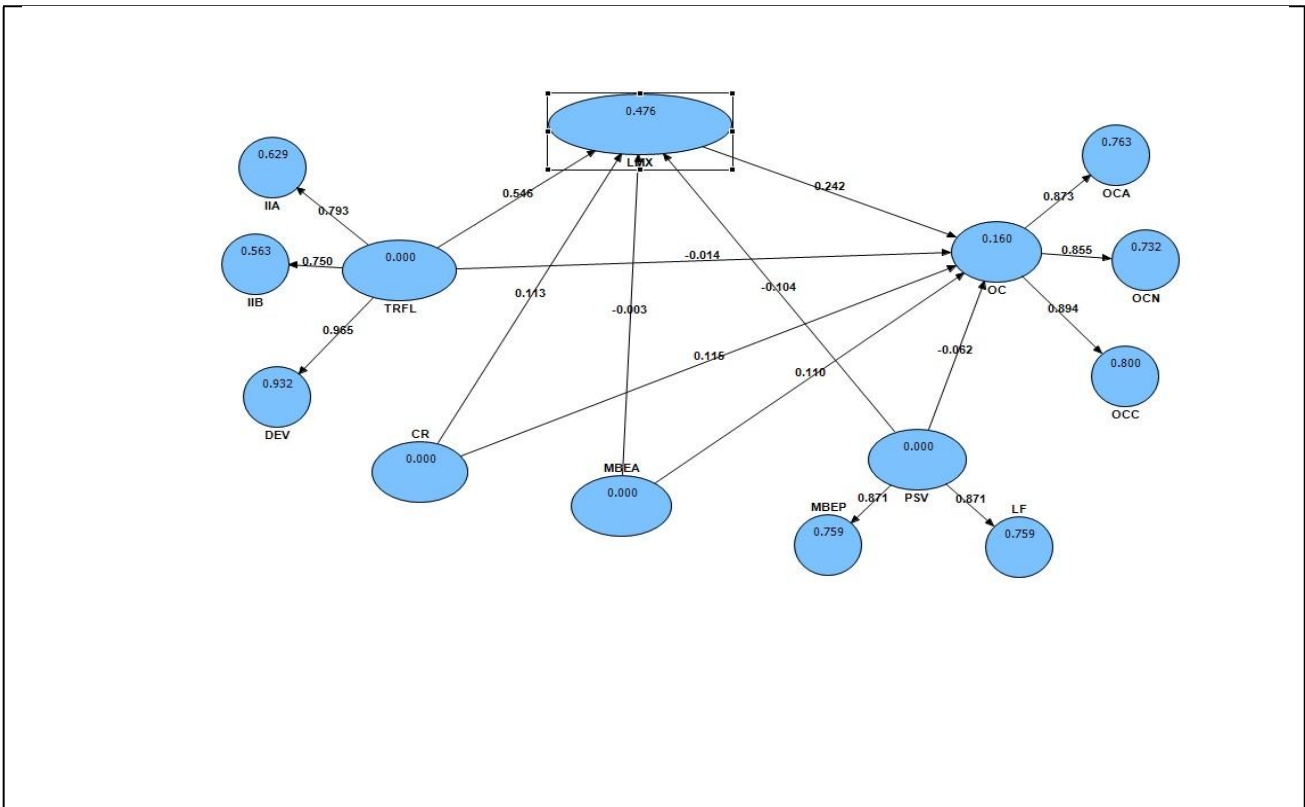 0.476
LMX
0.629
IIA
0.793
0.546
0.242
0.763
OCA
0.873
0.563
IIB
0.750
0.000
TRFL
-0.014
0.160
OC
0.855
0.732
OCN
0.113
-0.003
-0.104
0.965
0.894
0.932
DEV
0.115
0.110
-0.062
0.800
OCC
CR
0.000
MBEA
0.000
0.000
PSV
0.871
0.871
MBEP
0.759
LF
0.759